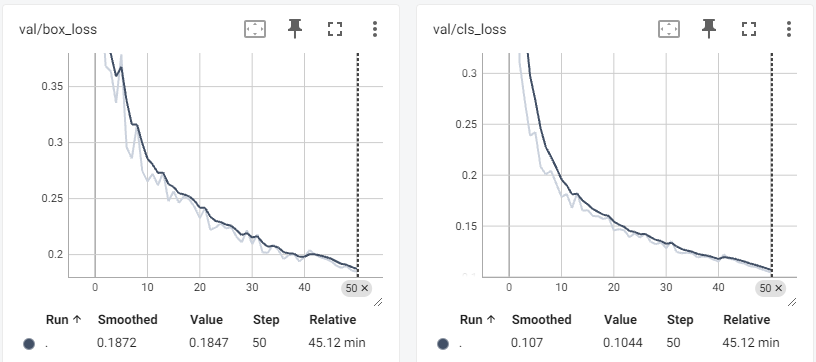 val/box_loss
0.35
0.3
0.25
0.2
0 10 20 30 40 50 ×
Run ↑ Smoothed Value Step Relative
. 0.1872 0.1847 50 45.12 min
val/cls_loss
0.3
0.25
0.2
0.15
0 10 20 30 40 50 ×
Run ↑ Smoothed Value Step Relative
. 0.107 0.1044 50 45.12 min